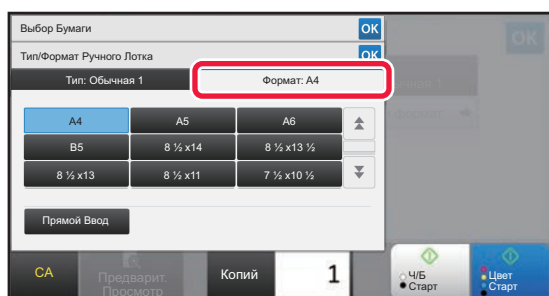 Выбор Бумаги OK
OK
Тип/Формат Ручного Лотка OK
Тип: Обычная 1 Формат: A4
A4 A5 A6
B5 8 ½ x14 8 ½ x13 ½
8 ½ x13 8 ½ x11 7 ½ x10 ½
Прямой Ввод
CA Предварит. Просмотр Копий 1 Ч/Б Старт Цвет Старт